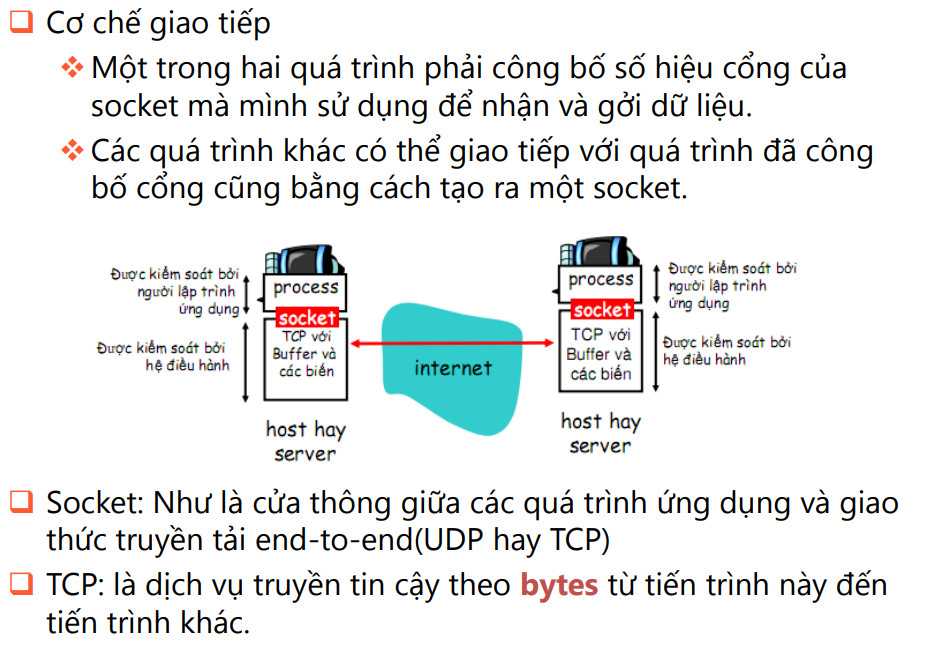 Cơ chế giao tiếp
Một trong hai quá trình phải công bố số hiệu cổng của
socket mà mình sử dụng để nhận và gởi dữ liệu.
Các quá trình khác có thể giao tiếp với quá trình đã công
bố cổng cũng bằng cách tạo ra một socket.
Được kiểm soát bởi
người lập trình
ứng dụng
process
socket
Được kiểm soát bởi
hệ điều hành
TCP với
Buffer và
các biến
host hay
server
internet
process
socket
TCP với
Buffer và
các biến
host hay
server
Được kiểm soát bởi
người lập trình
ứng dụng
Được kiểm soát bởi
hệ điều hành
Socket: Như là cửa thông giữa các quá trình ứng dụng và giao
thức truyền tải end-to-end(UDP hay TCP)
TCP: là dịch vụ truyền tin cậy theo bytes từ tiến trình này đến
tiến trình khác.